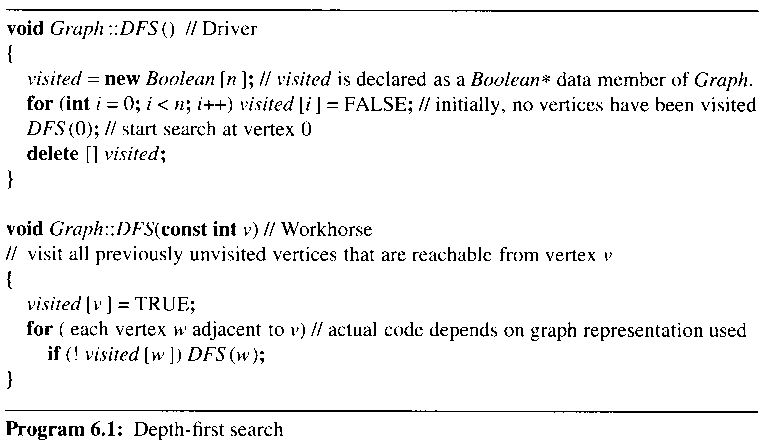 void Graph::DFS() // Driver
{
visited = new Boolean [n]; // visited is declared as a Boolean* data member of Graph.
for (int i = 0; i < n; i++) visited [i] = FALSE; // initially, no vertices have been visited
DFS(0); // start search at vertex 0
delete [] visited;
}
void Graph::DFS(const int v) // Workhorse
// visit all previously unvisited vertices that are reachable from vertex v
{
visited [v] = TRUE;
for ( each vertex w adjacent to v) // actual code depends on graph representation used
if (! visited [w]) DFS(w);
}
Program 6.1: Depth-first search